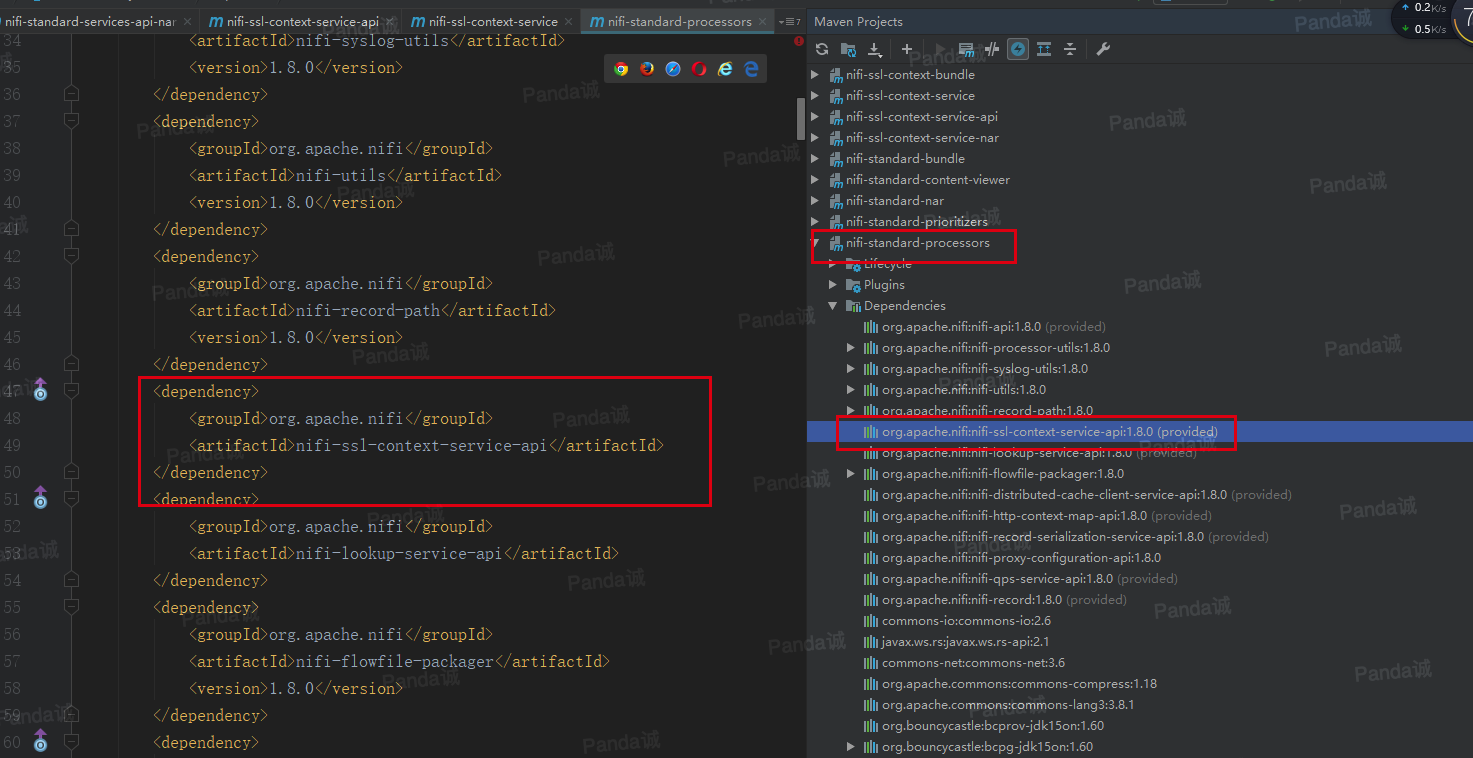 nifi-standard-services-api-nar
nifi-ssl-context-service-api
nifi-ssl-context-service
nifi-standard-processors
7
34 <artifactId>nifi-syslog-utils</artifactId>
35 <version>1.8.0</version>
36 </dependency>
37 <dependency>
38 <groupId>org.apache.nifi</groupId>
39 <artifactId>nifi-utils</artifactId>
40 <version>1.8.0</version>
41 </dependency>
42 <dependency>
43 <groupId>org.apache.nifi</groupId>
44 <artifactId>nifi-record-path</artifactId>
45 <version>1.8.0</version>
46 </dependency>
47 <dependency>
48 <groupId>org.apache.nifi</groupId>
49 <artifactId>nifi-ssl-context-service-api</artifactId>
50 </dependency>
51 <dependency>
52 <groupId>org.apache.nifi</groupId>
53 <artifactId>nifi-lookup-service-api</artifactId>
54 </dependency>
55 <dependency>
56 <groupId>org.apache.nifi</groupId>
57 <artifactId>nifi-flowfile-packager</artifactId>
58 <version>1.8.0</version>
59 </dependency>
60 <dependency>
Maven Projects
0.2K/s
0.5K/s
nifi-ssl-context-bundle
nifi-ssl-context-service
nifi-ssl-context-service-api
nifi-ssl-context-service-nar
nifi-standard-bundle
nifi-standard-content-viewer
nifi-standard-nar
nifi-standard-prioritizers
nifi-standard-processors
Lifecycle
Plugins
Dependencies
org.apache.nifi:nifi-api:1.8.0 (provided)
org.apache.nifi:nifi-processor-utils:1.8.0
org.apache.nifi:nifi-syslog-utils:1.8.0
org.apache.nifi:nifi-utils:1.8.0
org.apache.nifi:nifi-record-path:1.8.0
org.apache.nifi:nifi-ssl-context-service-api:1.8.0 (provided)
org.apache.nifi:nifi-lookup-service-api:1.8.0 (provided)
org.apache.nifi:nifi-flowfile-packager:1.8.0
org.apache.nifi:nifi-distributed-cache-client-service-api:1.8.0 (provided)
org.apache.nifi:nifi-http-context-map-api:1.8.0 (provided)
org.apache.nifi:nifi-record-serialization-service-api:1.8.0 (provided)
org.apache.nifi:nifi-proxy-configuration-api:1.8.0
org.apache.nifi:nifi-qps-service-api:1.8.0 (provided)
org.apache.nifi:nifi-record:1.8.0 (provided)
commons-io:commons-io:2.6
javax.ws.rs:javax.ws.rs-api:2.1
commons-net:commons-net:3.6
org.apache.commons:commons-compress:1.18
org.apache.commons:commons-lang3:3.8.1
org.bouncycastle:bcprov-jdk15on:1.60
org.bouncycastle:bcpg-jdk15on:1.60
Panda诚